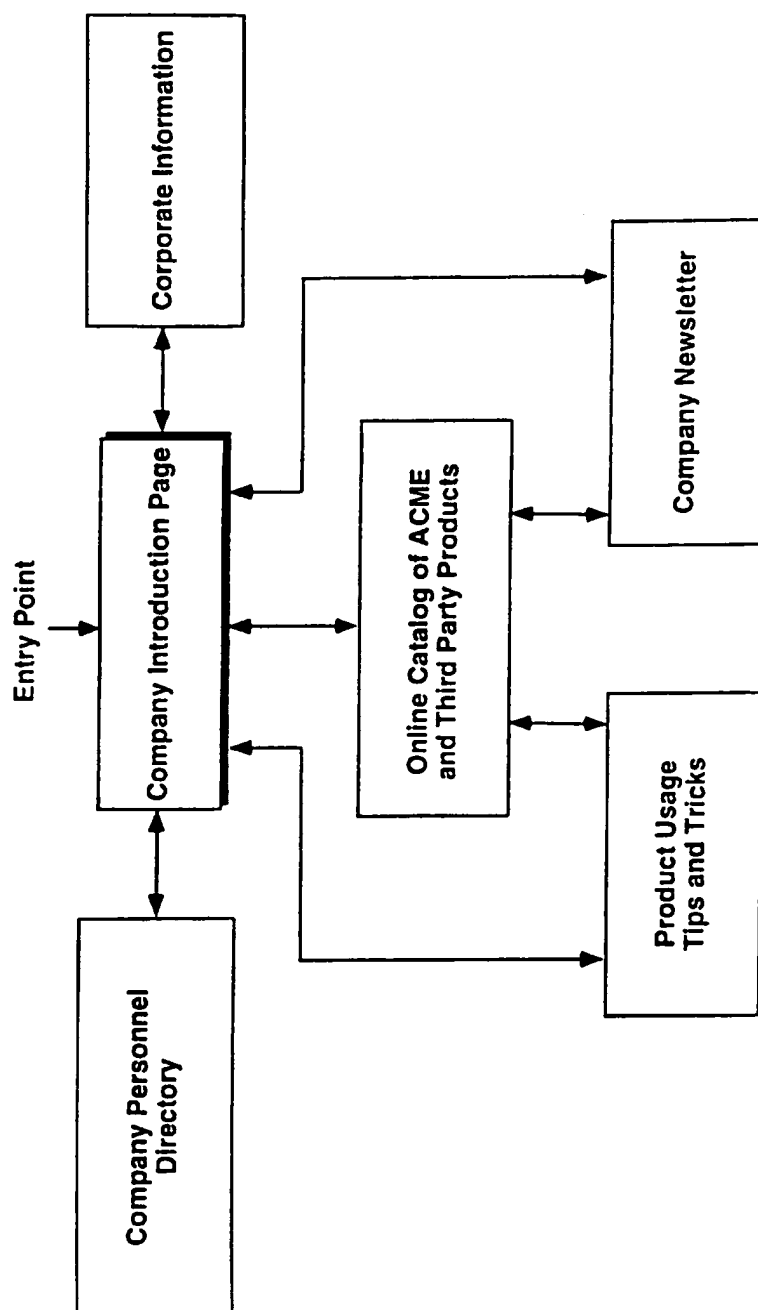 Entry Point
Company Personnel
Directory
Company Introduction Page
Corporate Information
Online Catalog of ACME
and Third Party Products
Product Usage
Tips and Tricks
Company Newsletter